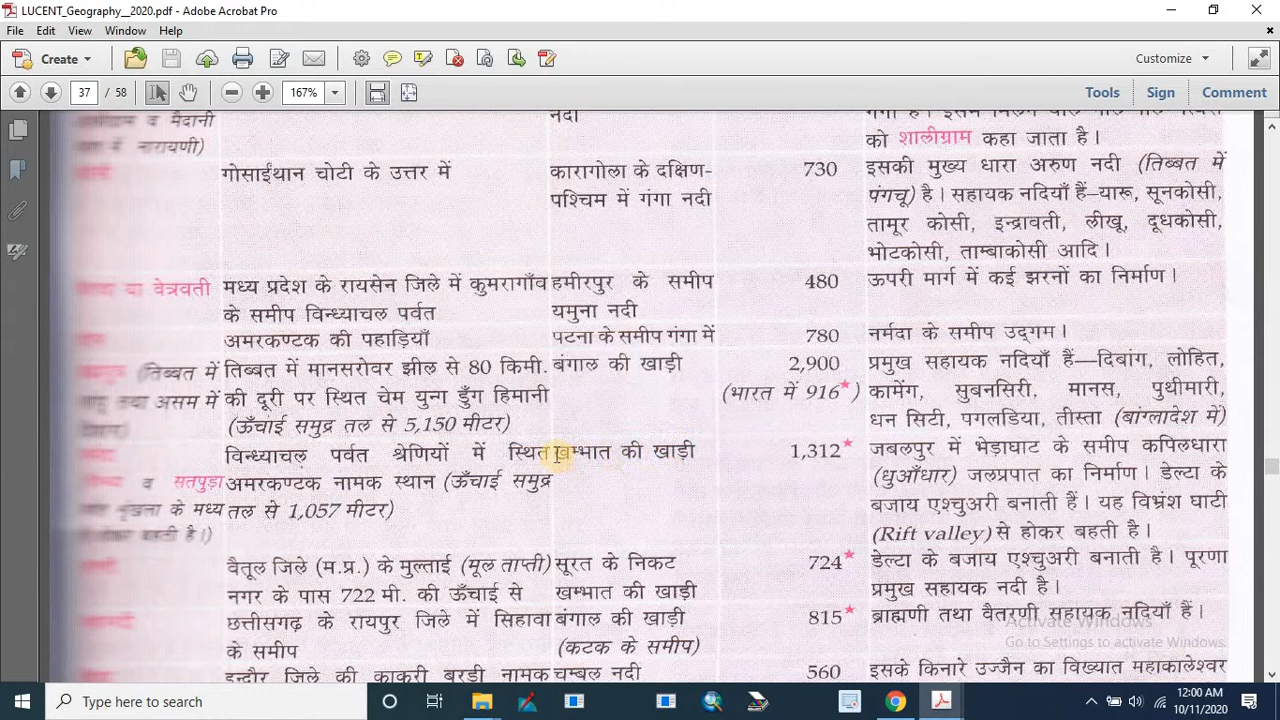 LUCENT_Geography__2020.pdf - Adobe Acrobat Pro
File Edit View Window Help
Create
Customize
37 / 58
167%
Tools Sign Comment
व मैदानी
में नारायणी)
नदी
को शालीग्राम कहा जाता है।
गोसाईंथान चोटी के उत्तर में
कारागोला के दक्षिण-
पश्चिम में गंगा नदी
730
इसकी मुख्य धारा अरुण नदी (तिब्बत में
पंगचू) है। सहायक नदियाँ हैं–यारू, सूनकोसी,
तामूर कोसी, इन्द्रावती, लीखू, दूधकोसी,
भोटकोसी, ताम्बाकोसी आदि।
या वेत्रवती
मध्य प्रदेश के रायसेन जिले में कुमरागाँव
के समीप विन्ध्याचल पर्वत
हमीरपुर के समीप
यमुना नदी
480
ऊपरी मार्ग में कई झरनों का निर्माण।
अमरकण्टक की पहाड़ियाँ
पटना के समीप गंगा में
780
नर्मदा के समीप उद्गम।
(तिब्बत में
तथा असम में
तिब्बत में मानसरोवर झील से 80 किमी.
की दूरी पर स्थित चेम युन्ग डुँग हिमानी
(ऊँचाई समुद्र तल से 5,150 मीटर)
बंगाल की खाड़ी
2,900
(भारत में 916★)
प्रमुख सहायक नदियाँ हैं–दिबांग, लोहित,
कामेंग, सुबनसिरी, मानस, पुथीमारी,
धन सिटी, पगलडिया, तीस्ता (बांग्लादेश में)
व सतपुड़ा
के मध्य
बहती है।)
विन्ध्याचल पर्वत श्रेणियों में स्थित
अमरकण्टक नामक स्थान (ऊँचाई समुद्र
तल से 1,057 मीटर)
खम्भात की खाड़ी
1,312★
जबलपुर में भेड़ाघाट के समीप कपिलधारा
(धुआँधार) जलप्रपात का निर्माण। डेल्टा के
बजाय एश्चुअरी बनाती हैं। यह विभ्रंश घाटी
(Rift valley) से होकर बहती है।
वैतूल जिले (म.प्र.) के मुल्ताई (मूल ताप्ती)
नगर के पास 722 मी. की ऊँचाई से
सूरत के निकट
खम्भात की खाड़ी
724★
डेल्टा के बजाय एश्चुअरी बनाती है। पूरणा
प्रमुख सहायक नदी है।
छत्तीसगढ़ के रायपुर जिले में सिहावा
के समीप
बंगाल की खाड़ी
(कटक के समीप)
815★
ब्राह्मणी तथा वैतरणी सहायक नदियाँ हैं।
इन्दौर जिले की काकरी बरडी नामक
चम्बल नदी
560
इसके किनारे उज्जैन का विख्यात महाकालेश्वर
Activate Windows
Go to Settings to activate Windows.
Type here to search
12:00 AM
10/11/2020